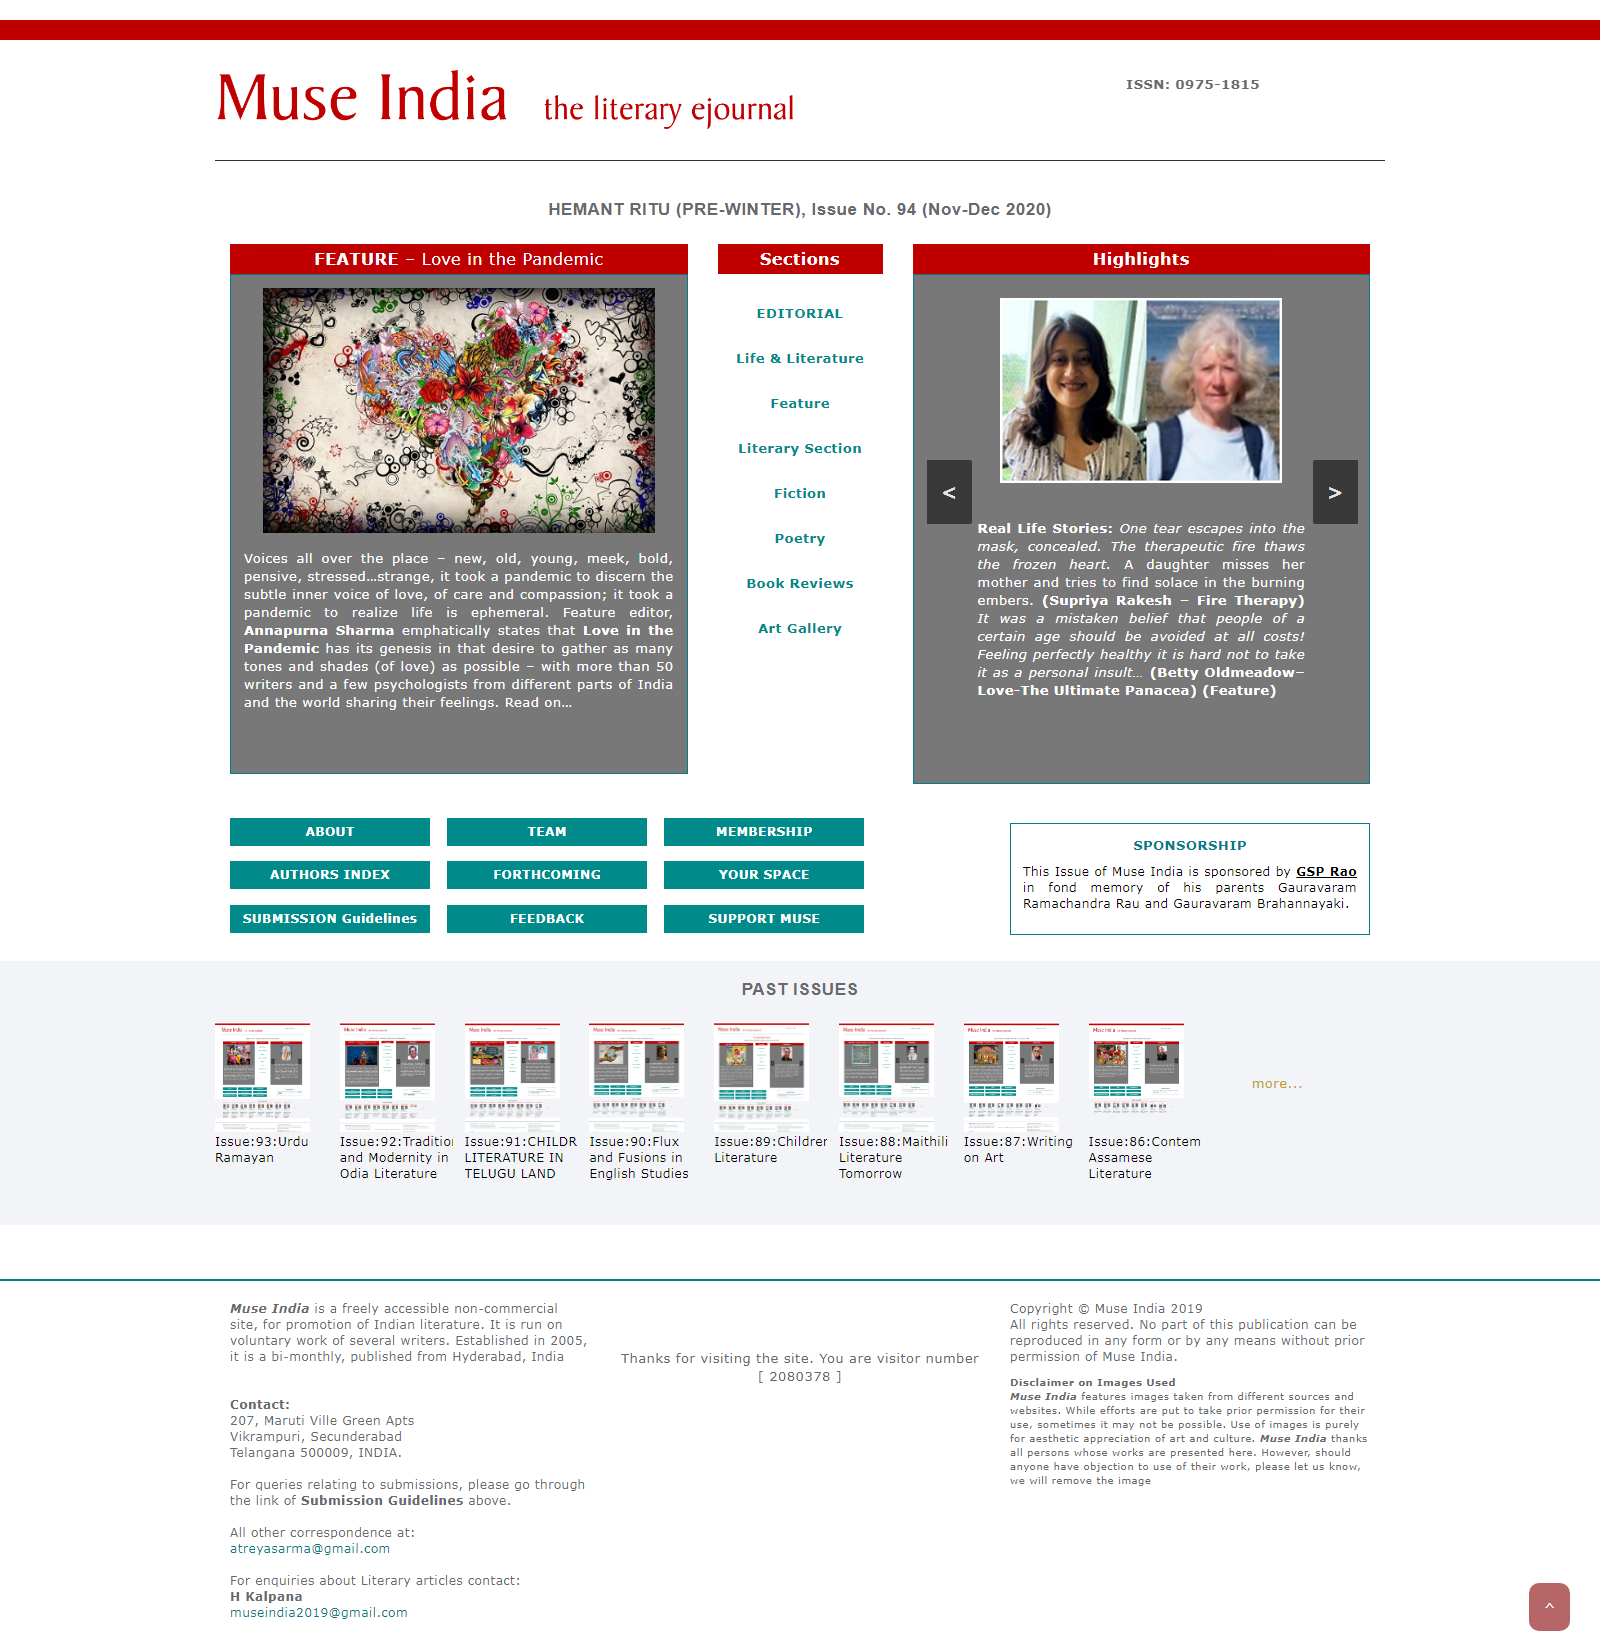 Muse India the literary ejournal
ISSN: 0975-1815
HEMANT RITU (PRE-WINTER), Issue No. 94 (Nov-Dec 2020)
FEATURE – Love in the Pandemic
Voices all over the place – new, old, young, meek, bold,
pensive, stressed...strange, it took a pandemic to discern the
subtle inner voice of love, of care and compassion; it took a
pandemic to realize life is ephemeral. Feature editor,
Annapurna Sharma emphatically states that Love in the
Pandemic has its genesis in that desire to gather as many
tones and shades (of love) as possible – with more than 50
writers and a few psychologists from different parts of India
and the world sharing their feelings. Read on...
Sections
EDITORIAL
Life & Literature
Feature
Literary Section
Fiction
Poetry
Book Reviews
Art Gallery
Highlights
<
>
Real Life Stories: One tear escapes into the
mask, concealed. The therapeutic fire thaws
the frozen heart. A daughter misses her
mother and tries to find solace in the burning
embers. (Supriya Rakesh – Fire Therapy)
It was a mistaken belief that people of a
certain age should be avoided at all costs!
Feeling perfectly healthy it is hard not to take
it as a personal insult... (Betty Oldmeadow–
Love-The Ultimate Panacea) (Feature)
ABOUT
TEAM
MEMBERSHIP
AUTHORS INDEX
FORTHCOMING
YOUR SPACE
SUBMISSION Guidelines
FEEDBACK
SUPPORT MUSE
SPONSORSHIP
This Issue of Muse India is sponsored by GSP Rao
in fond memory of his parents Gauravaram
Ramachandra Rau and Gauravaram Brahannayaki.
PAST ISSUES
Issue:93:Urdu
Ramayan
Issue:92:Traditio
and Modernity in
Odia Literature
Issue:91:CHILDR
LITERATURE IN
TELUGU LAND
Issue:90:Flux
and Fusions in
English Studies
Issue:89:Children
Literature
Issue:88:Maithili
Literature
Tomorrow
Issue:87:Writing
on Art
Issue:86:Contem
Assamese
Literature
more...
Muse India is a freely accessible non-commercial
site, for promotion of Indian literature. It is run on
voluntary work of several writers. Established in 2005,
it is a bi-monthly, published from Hyderabad, India
Contact:
207, Maruti Ville Green Apts
Vikrampuri, Secunderabad
Telangana 500009, INDIA.
For queries relating to submissions, please go through
the link of Submission Guidelines above.
All other correspondence at:
atreyasarma@gmail.com
For enquiries about Literary articles contact:
H Kalpana
museindia2019@gmail.com
Thanks for visiting the site. You are visitor number
[ 2080378 ]
Copyright © Muse India 2019
All rights reserved. No part of this publication can be
reproduced in any form or by any means without prior
permission of Muse India.
Disclaimer on Images Used
Muse India features images taken from different sources and
websites. While efforts are put to take prior permission for their
use, sometimes it may not be possible. Use of images is purely
for aesthetic appreciation of art and culture. Muse India thanks
all persons whose works are presented here. However, should
anyone have objection to use of their work, please let us know,
we will remove the image
^